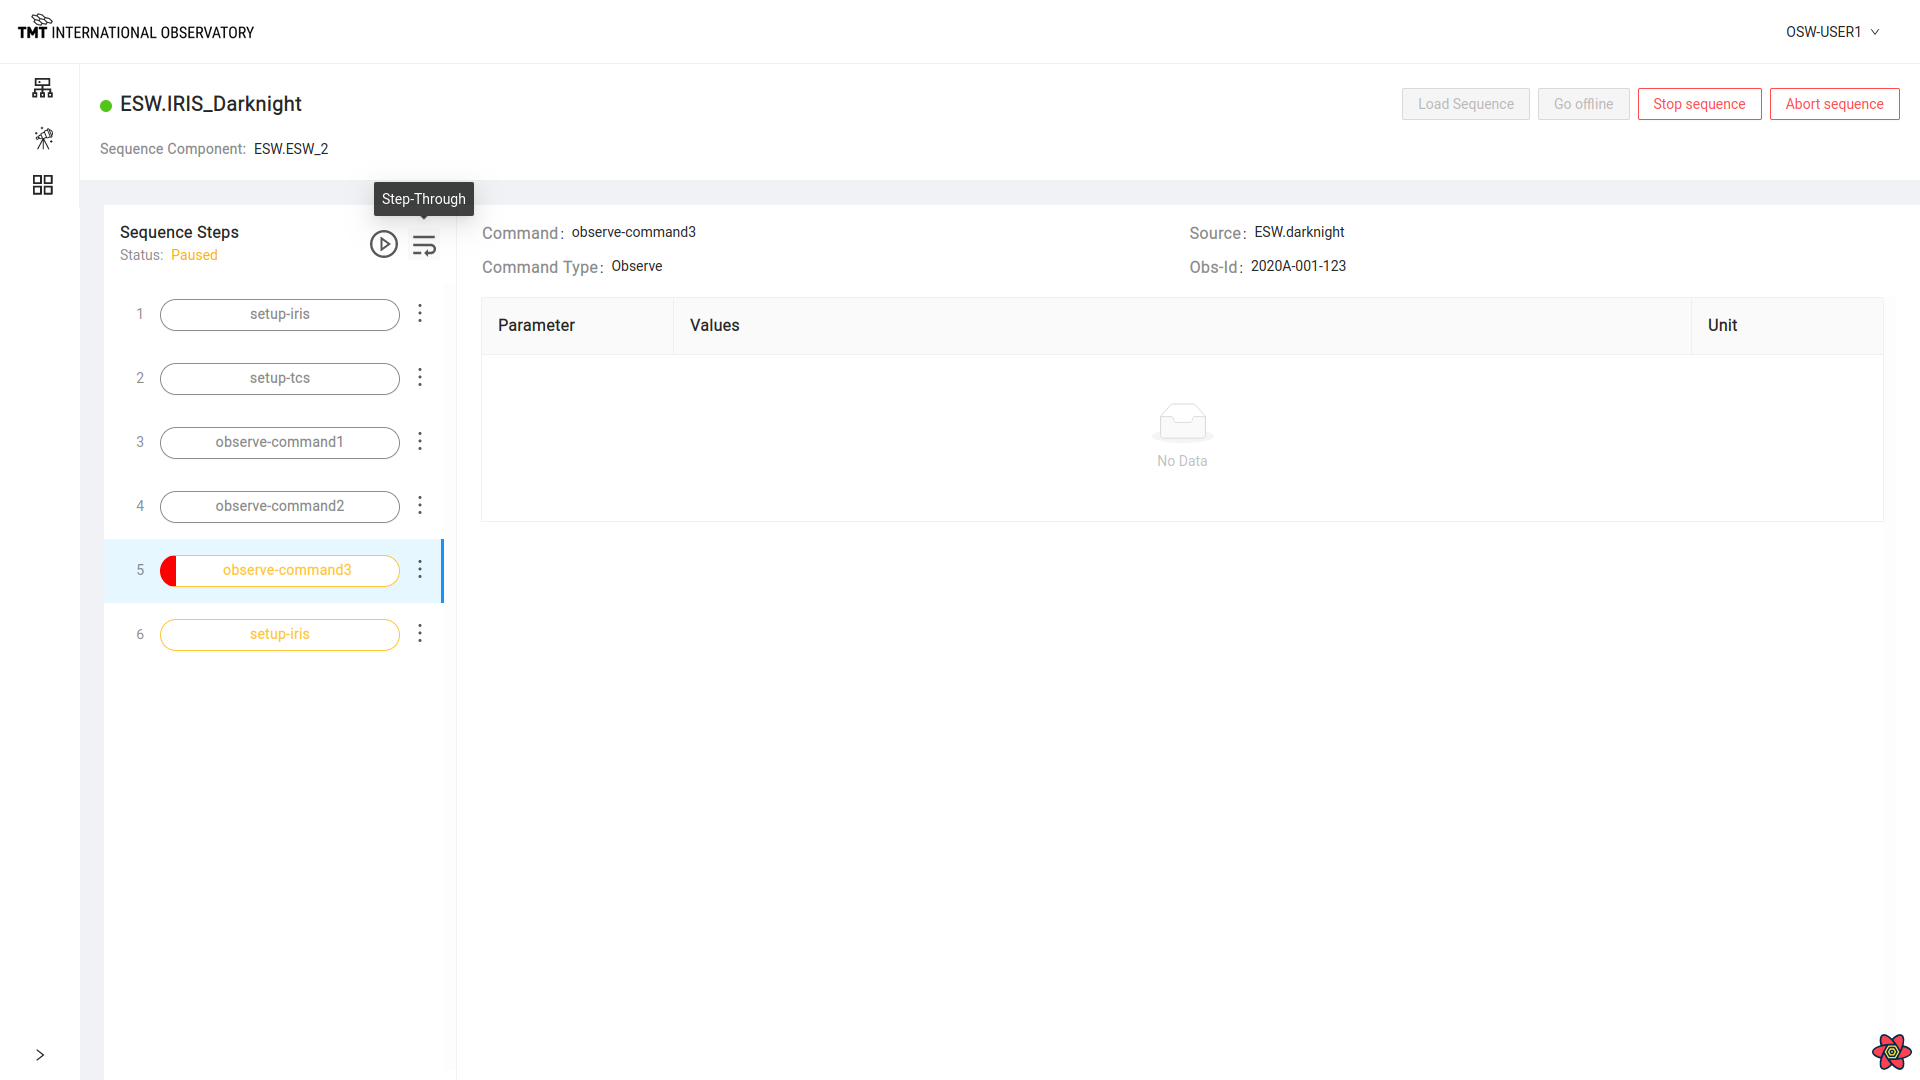 TMT INTERNATIONAL OBSERVATORY
OSW-USER1
ESW.IRIS_Darknight
Load Sequence
Go offline
Stop sequence
Abort sequence
Sequence Component: ESW.ESW_2
Step-Through
Sequence Steps
Status: Paused
Command: observe-command3
Source: ESW.darknight
Command Type: Observe
Obs-Id: 2020A-001-123
1 setup-iris
2 setup-tcs
3 observe-command1
4 observe-command2
5 observe-command3
6 setup-iris
Parameter Values Unit
No Data